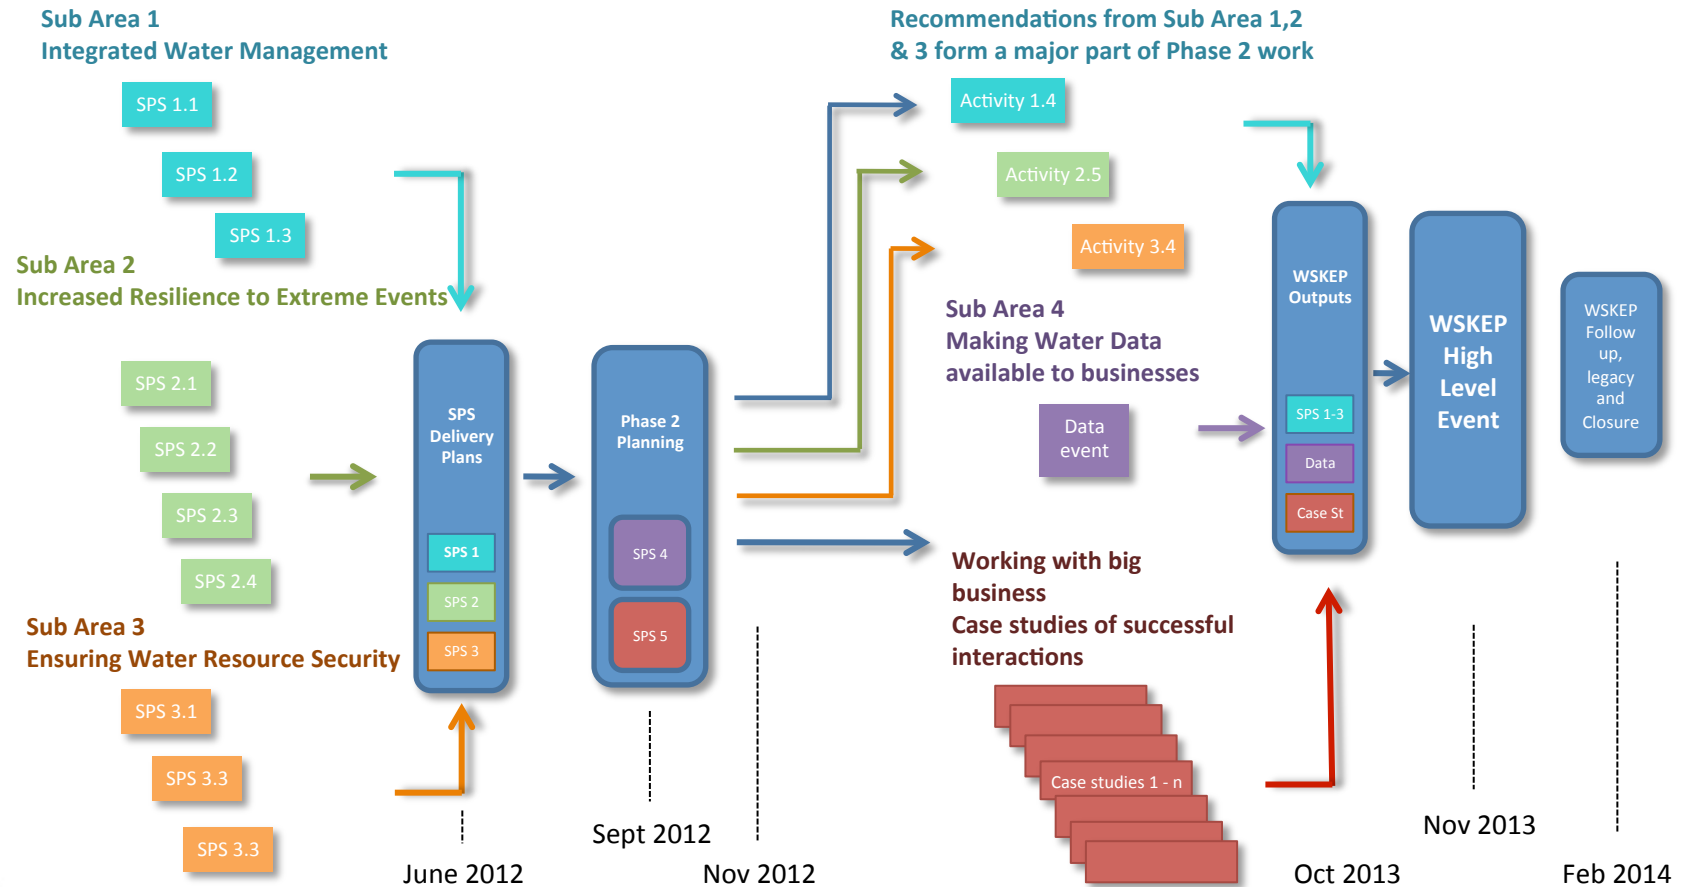 Sub Area 1
Integrated Water Management
SPS 1.1
SPS 1.2
SPS 1.3
Sub Area 2
Increased Resilience to Extreme Events
SPS 2.1
SPS 2.2
SPS 2.3
SPS 2.4
Sub Area 3
Ensuring Water Resource Security
SPS 3.1
SPS 3.3
SPS 3.3
SPS
Delivery
Plans
SPS 1
SPS 2
SPS 3
June 2012
Phase 2
Planning
SPS 4
SPS 5
Sept 2012
Nov 2012
Recommendations from Sub Area 1,2
& 3 form a major part of Phase 2 work
Activity 1.4
Activity 2.5
Activity 3.4
Sub Area 4
Making Water Data
available to businesses
Data
event
Working with big
business
Case studies of successful
interactions
Case studies 1 - n
WSKEP
Outputs
SPS 1-3
Data
Case St
Oct 2013
WSKEP
High
Level
Event
Nov 2013
WSKEP
Follow
up,
legacy
and
Closure
Feb 2014